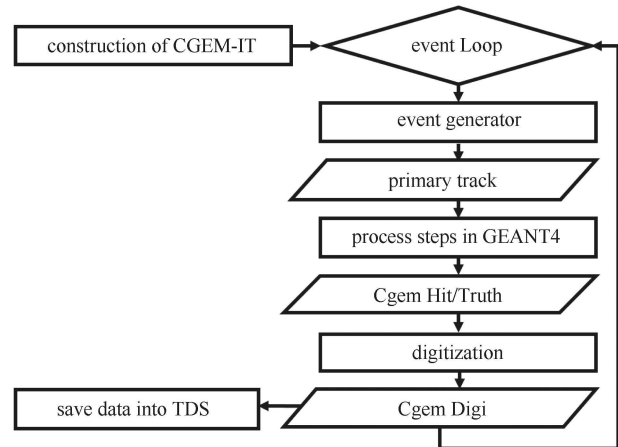 construction of CGEM-IT
event Loop
event generator
primary track
process steps in GEANT4
Cgem Hit/Truth
digitization
save data into TDS
Cgem Digi